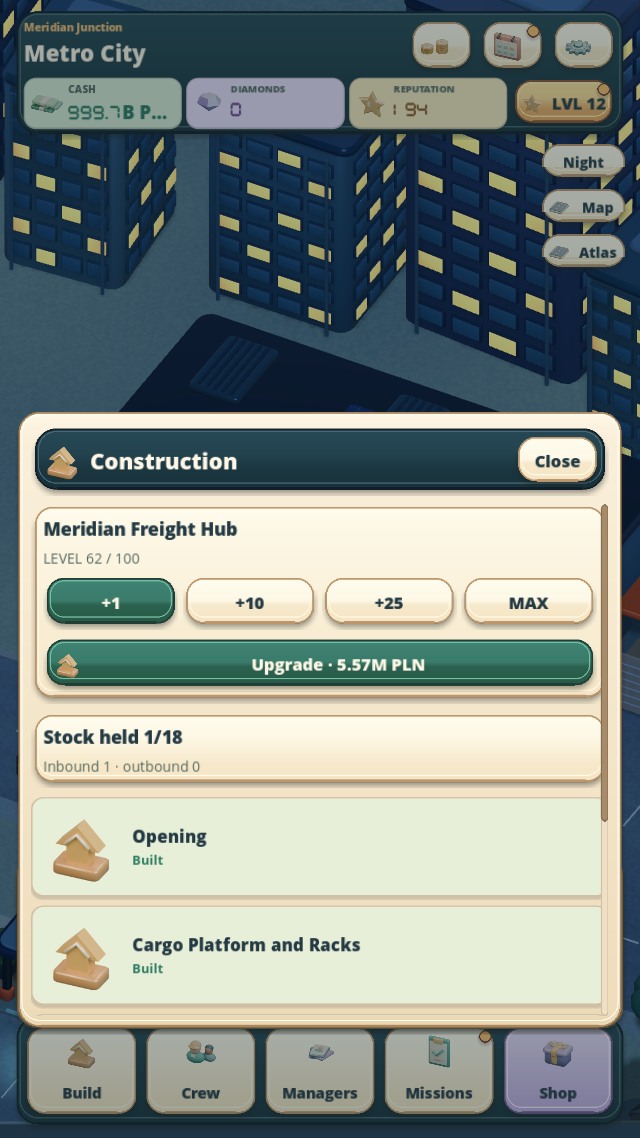 Meridian Junction
Metro City
CASH
999.7B P...
DIAMONDS
0
REPUTATION
194
LVL 12
Night
Map
Atlas
Construction
Close
Meridian Freight Hub
LEVEL 62 / 100
+1
+10
+25
MAX
Upgrade · 5.57M PLN
Stock held 1/18
Inbound 1 · outbound 0
Opening
Built
Cargo Platform and Racks
Built
Build
Crew
Managers
Missions
Shop